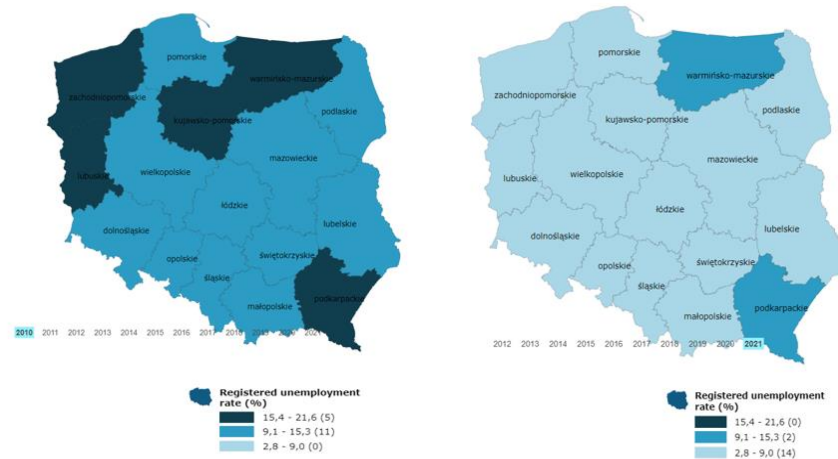 pomorskie
warmińsko-mazurskie
zachodniopomorskie
podlaskie
kujawsko-pomorskie
mazowieckie
wielkopolskie
lubuskie
łódzkie
lubelskie
dolnośląskie
świętokrzyskie
opolskie
śląskie
podkarpackie
małopolskie
2010 2011 2012 2013 2014 2015 2016 2017 2018 2019 2020 2021
Registered unemployment
rate (%)
15,4 - 21,6 (5)
9,1 - 15,3 (11)
2,8 - 9,0 (0)
pomorskie
warmińsko-mazurskie
zachodniopomorskie
podlaskie
kujawsko-pomorskie
mazowieckie
lubuskie
wielkopolskie
łódzkie
lubelskie
dolnośląskie
świętokrzyskie
opolskie
śląskie
podkarpackie
małopolskie
2012 2013 2014 2015 2016 2017 2018 2019 2020 2021
Registered unemployment
rate (%)
15,4 - 21,6 (0)
9,1 - 15,3 (2)
2,8 - 9,0 (14)